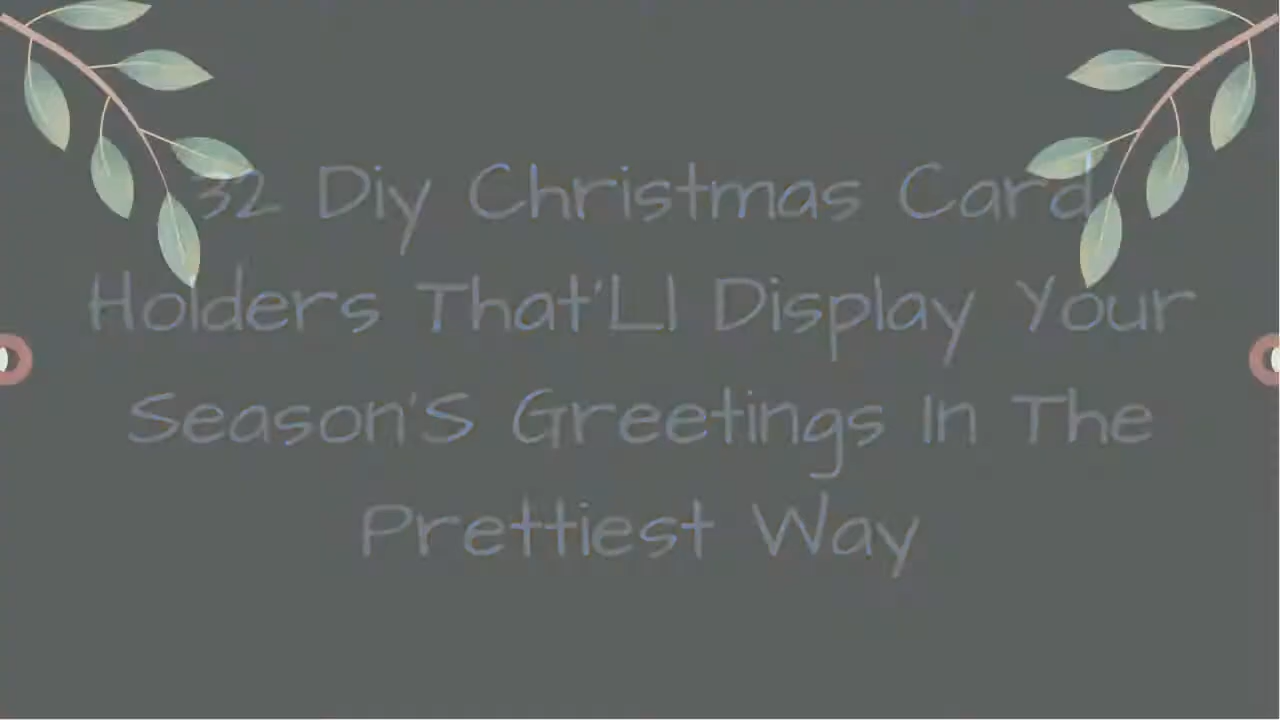 32 Diy Christmas Card
Holders That'Ll Display Your
Season'S Greetings In The
Prettiest Way